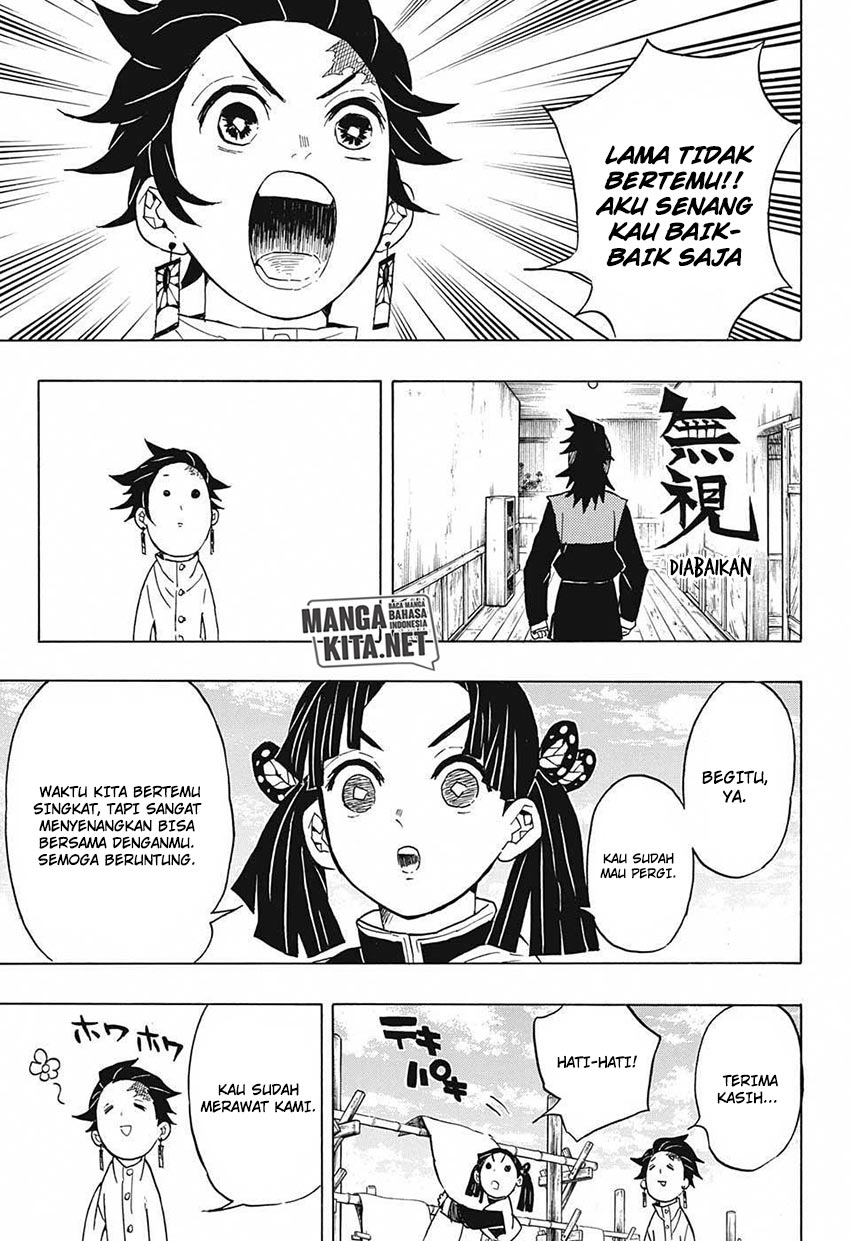 LAMA TIDAK
BERTEMU!!
AKU SENANG
KAU BAIK-
BAIK SAJA
無視
DIABAIKAN
MANGA
KITA.NET
BACA MANGA
BAHASA
INDONESIA
BEGITU,
YA.
KAU SUDAH
MAU PERGI.
WAKTU KITA BERTEMU
SINGKAT, TAPI SANGAT
MENYENANGKAN BISA
BERSAMA DENGANMU.
SEMOGA BERUNTUNG.
TERIMA
KASIH...
HATI-HATI!
テキ
パキ
KAU SUDAH
MERAWAT KAMI.
ホワホワ